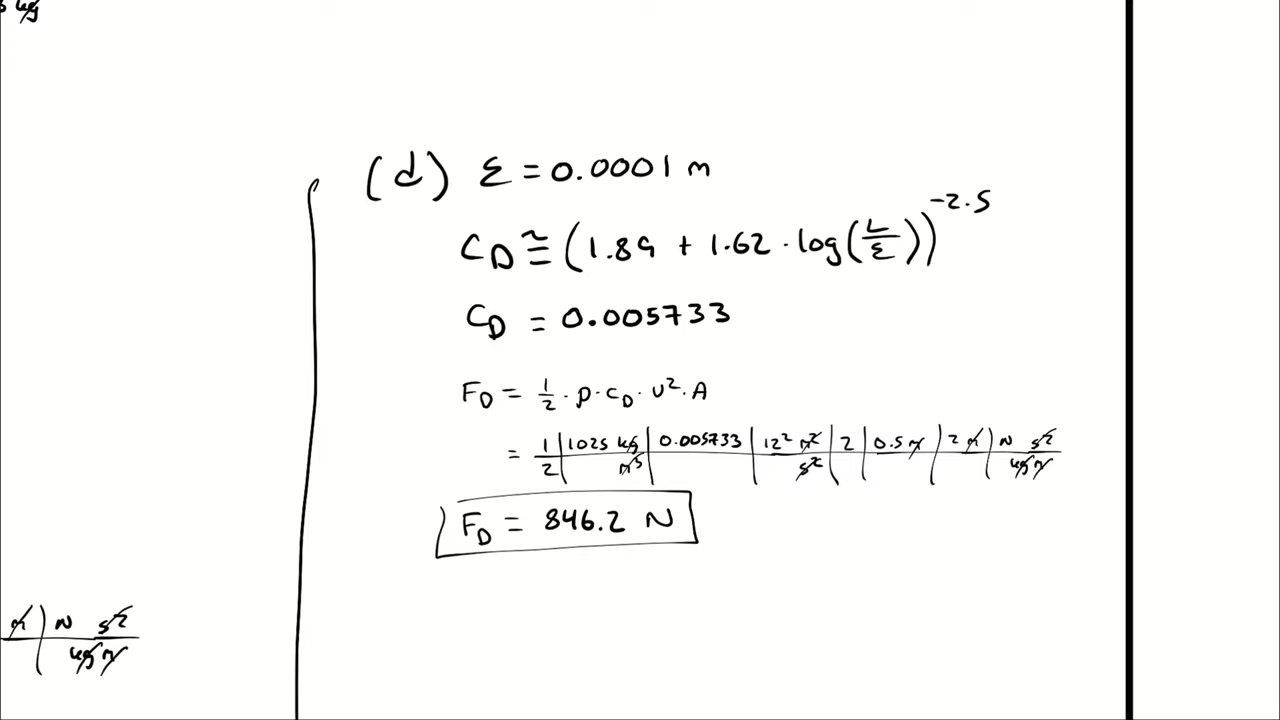 kg
(d) ε = 0.0001 m
C_D ≅ (1.89 + 1.62 · log(L/ε))^-2.5
C_D = 0.005733
F_D = 1/2 · ρ · C_D · U² · A
= 1/2 | 1025 kg/m³ | 0.005733 | 12² m²/s² | 2 | 0.5 m | 2 m | N s²/kg m
F_D = 846.2 N
m | N s²/kg m